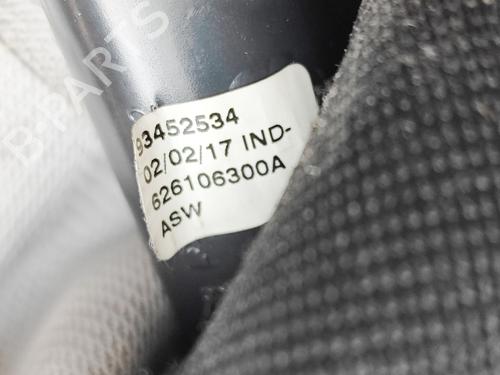 93452534
02/02/17 IND-
626106300A
ASW
B-PARTS